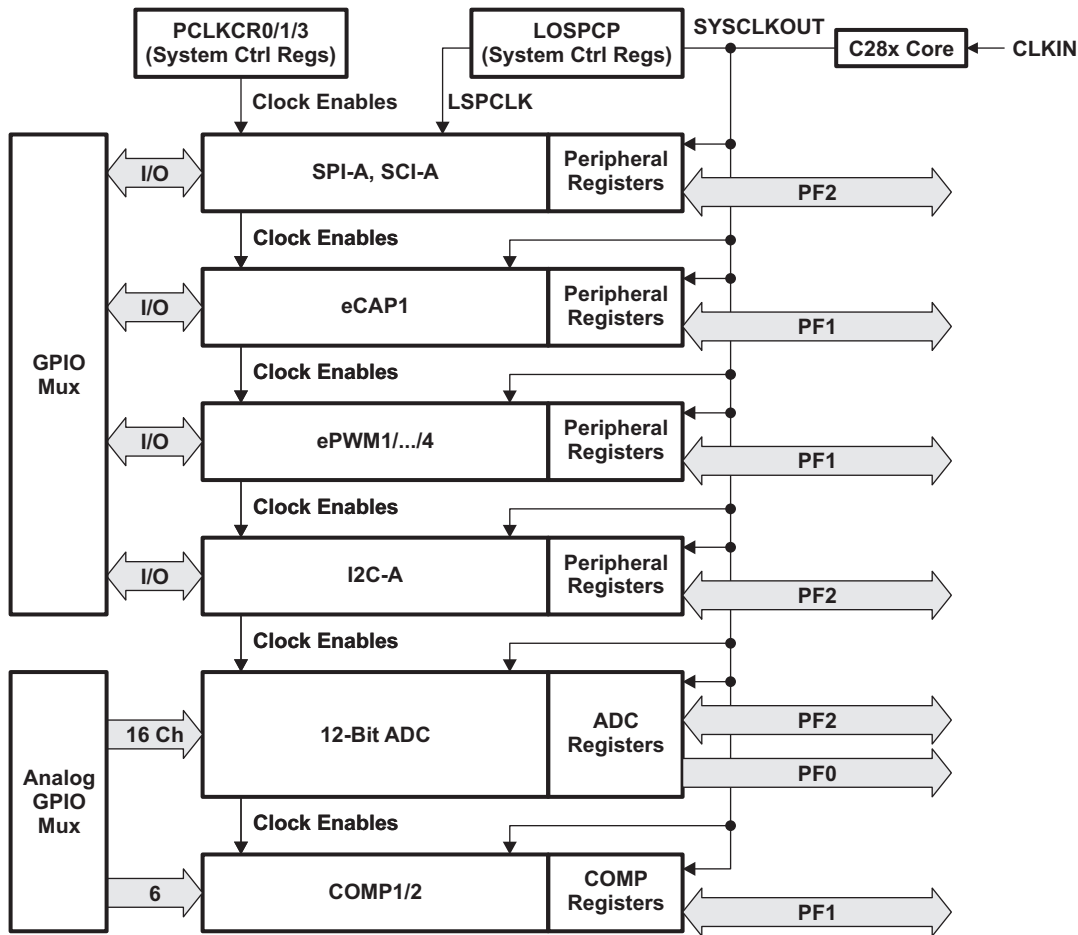 PCLKCR0/1/3
(System Ctrl Regs)
LOSPCP
(System Ctrl Regs)
SYSCLKOUT
C28x Core
CLKIN
Clock Enables
LSPCLK
I/O
SPI-A, SCI-A
Peripheral
Registers
PF2
Clock Enables
I/O
eCAP1
Peripheral
Registers
PF1
GPIO
Mux
Clock Enables
I/O
ePWM1/.../4
Peripheral
Registers
PF1
Clock Enables
I/O
I2C-A
Peripheral
Registers
PF2
Clock Enables
Analog
GPIO
Mux
16 Ch
12-Bit ADC
ADC
Registers
PF2
PF0
Clock Enables
6
COMP1/2
COMP
Registers
PF1